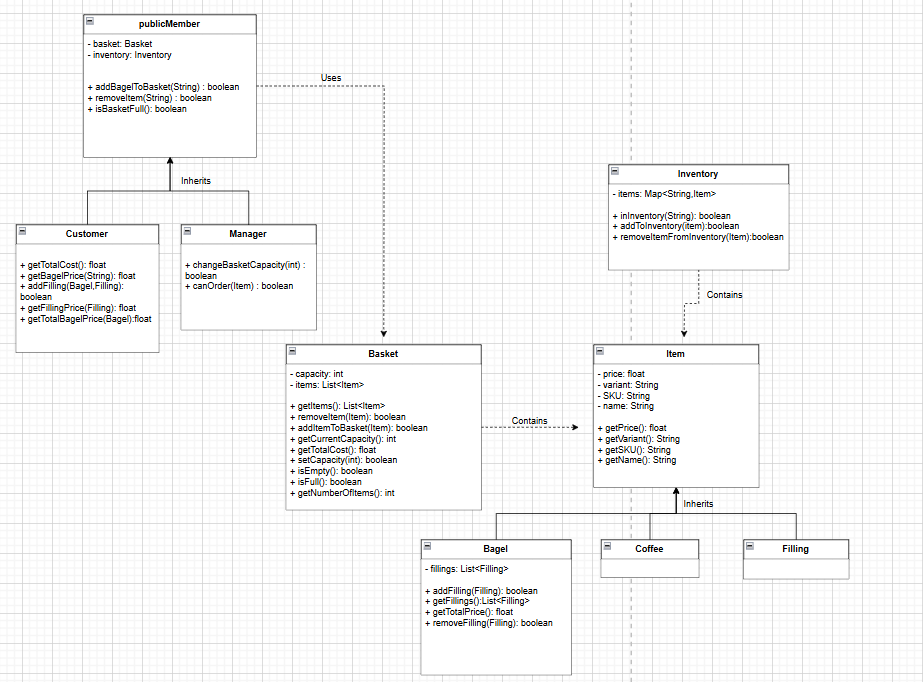 publicMember
- basket: Basket
- inventory: Inventory
+ addBagelToBasket(String) : boolean
+ removeItem(String) : boolean
+ isBasketFull(): boolean
Uses
Inherits
Customer
+ getTotalCost(): float
+ getBagelPrice(String): float
+ addFilling(Bagel,Filling):
boolean
+ getFillingPrice(Filling): float
+ getTotalBagelPrice(Bagel):float
Manager
+ changeBasketCapacity(int) :
boolean
+ canOrder(Item) : boolean
Inventory
- items: Map<String,Item>
+ inInventory(String): boolean
+ addToInventory(item):boolean
+ removeItemFromInventory(Item):boolean
Contains
Basket
- capacity: int
- items: List<Item>
+ getItems(): List<Item>
+ removeItem(Item): boolean
+ addItemToBasket(Item): boolean
+ getCurrentCapacity(): int
+ getTotalCost(): float
+ setCapacity(int): boolean
+ isEmpty(): boolean
+ isFull(): boolean
+ getNumberOfItems(): int
Contains
Item
- price: float
- variant: String
- SKU: String
- name: String
+ getPrice(): float
+ getVariant(): String
+ getSKU(): String
+ getName(): String
Inherits
Bagel
- fillings: List<Filling>
+ addFilling(Filling): boolean
+ getFillings():List<Filling>
+ getTotalPrice(): float
+ removeFilling(Filling): boolean
Coffee
Filling